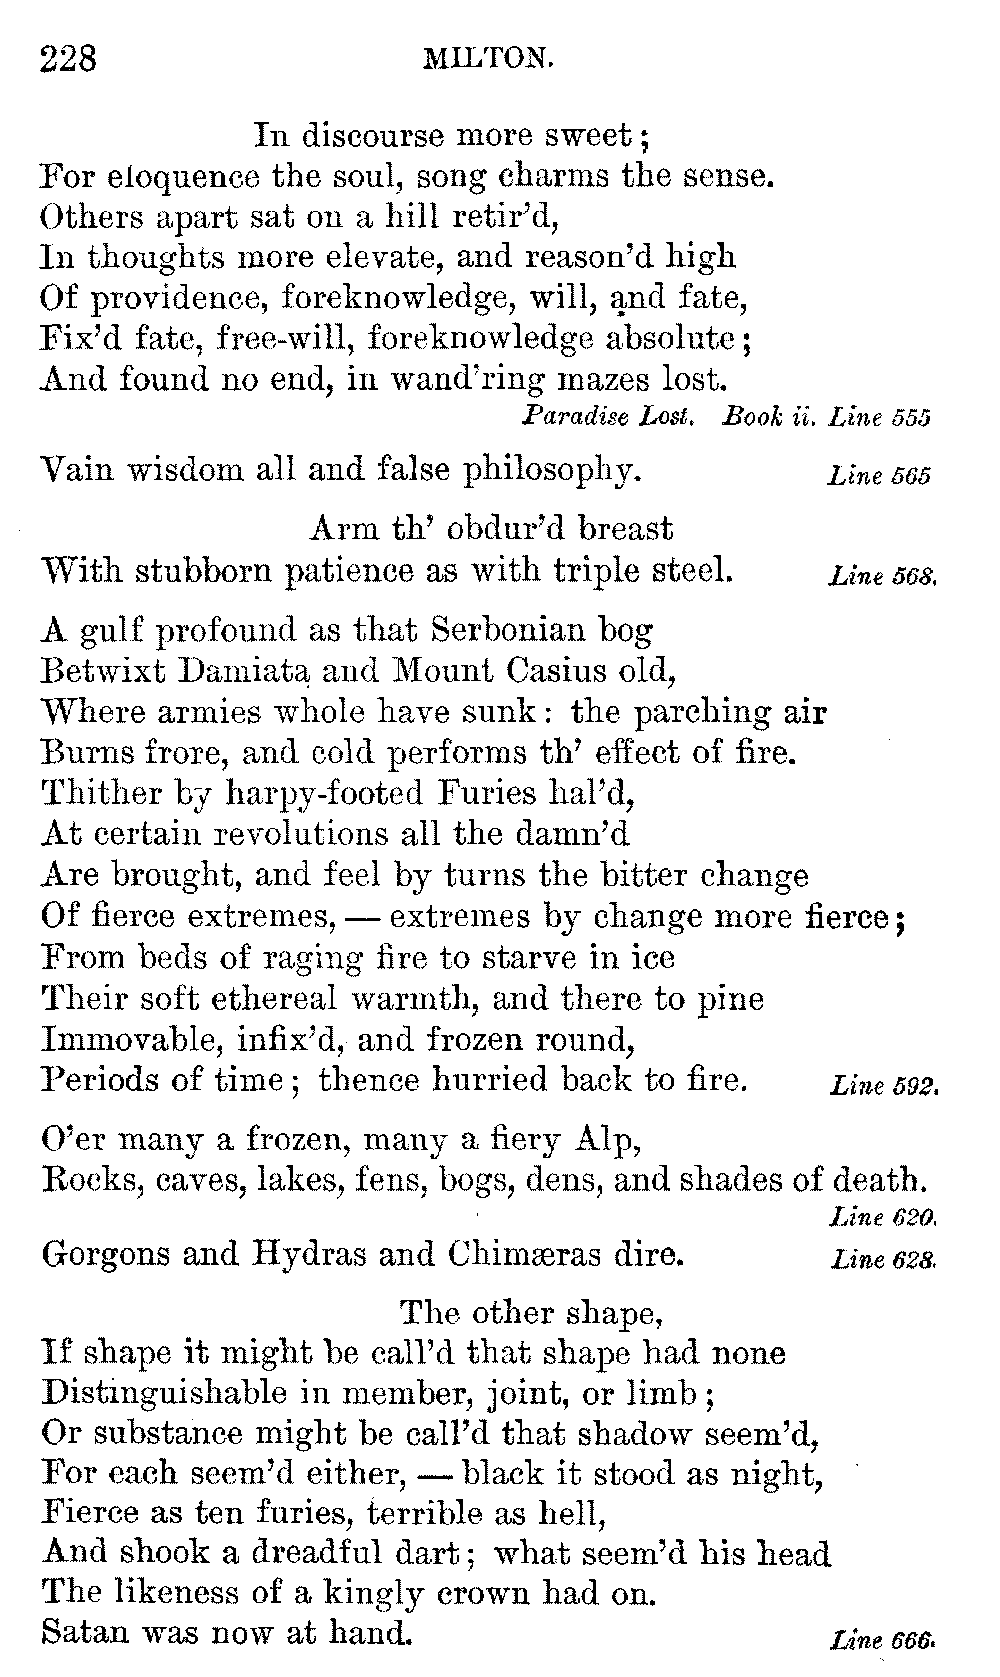 228 MILTON.
In discourse more sweet;
For eloquence the soul, song charms the sense.
Others apart sat on a hill retir'd,
In thoughts more elevate, and reason'd high
Of providence, foreknowledge, will, and fate,
Fix'd fate, free-will, foreknowledge absolute;
And found no end, in wand'ring mazes lost.
Paradise Lost. Book ii. Line 555
Vain wisdom all and false philosophy. Line 565
Arm th' obdur'd breast
With stubborn patience as with triple steel. Line 568.
A gulf profound as that Serbonian bog
Betwixt Damiata and Mount Casius old,
Where armies whole have sunk: the parching air
Burns frore, and cold performs th' effect of fire.
Thither by harpy-footed Furies hal'd,
At certain revolutions all the damn'd
Are brought, and feel by turns the bitter change
Of fierce extremes, — extremes by change more fierce;
From beds of raging fire to starve in ice
Their soft ethereal warmth, and there to pine
Immovable, infix'd, and frozen round,
Periods of time; thence hurried back to fire. Line 592.
O'er many a frozen, many a fiery Alp,
Rocks, caves, lakes, fens, bogs, dens, and shades of death.
Line 620.
Gorgons and Hydras and Chimæras dire. Line 628.
The other shape,
If shape it might be call'd that shape had none
Distinguishable in member, joint, or limb;
Or substance might be call'd that shadow seem'd,
For each seem'd either, — black it stood as night,
Fierce as ten furies, terrible as hell,
And shook a dreadful dart; what seem'd his head
The likeness of a kingly crown had on.
Satan was now at hand. Line 666.